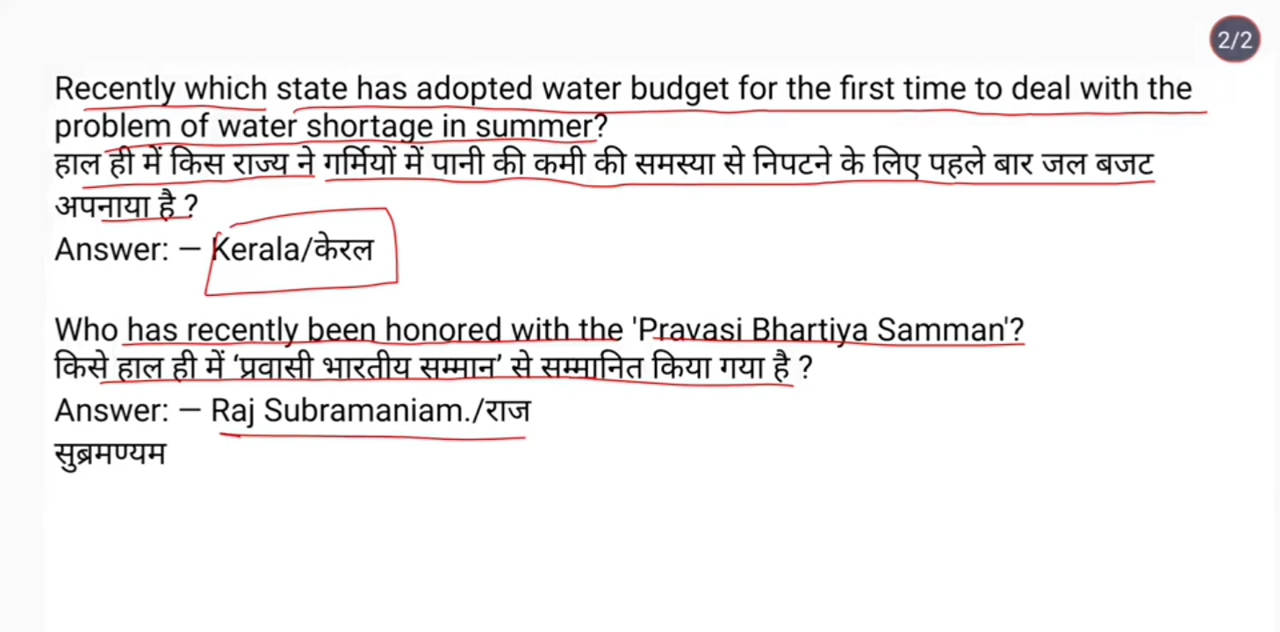 2/2
Recently which state has adopted water budget for the first time to deal with the
problem of water shortage in summer?
हाल ही में किस राज्य ने गर्मियों में पानी की कमी की समस्या से निपटने के लिए पहले बार जल बजट
अपनाया है ?
Answer: – Kerala/केरल
Who has recently been honored with the 'Pravasi Bhartiya Samman'?
किसे हाल ही में ‘प्रवासी भारतीय सम्मान’ से सम्मानित किया गया है ?
Answer: – Raj Subramaniam./राज
सुब्रमण्यम